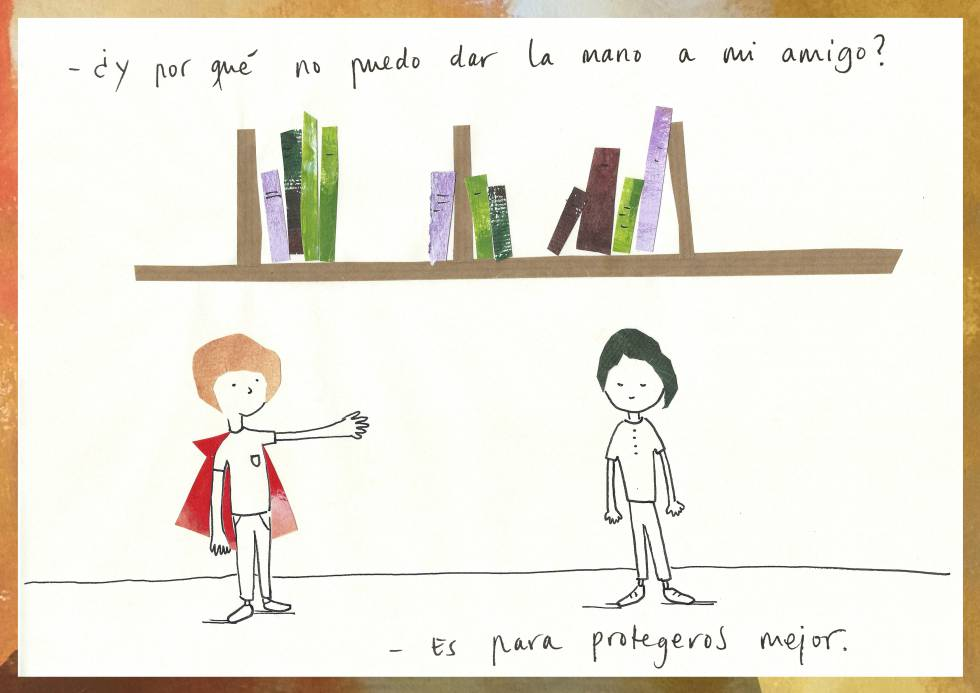 - ¿y por qué no puedo dar la mano a mi amigo?
- Es para protegeros mejor.